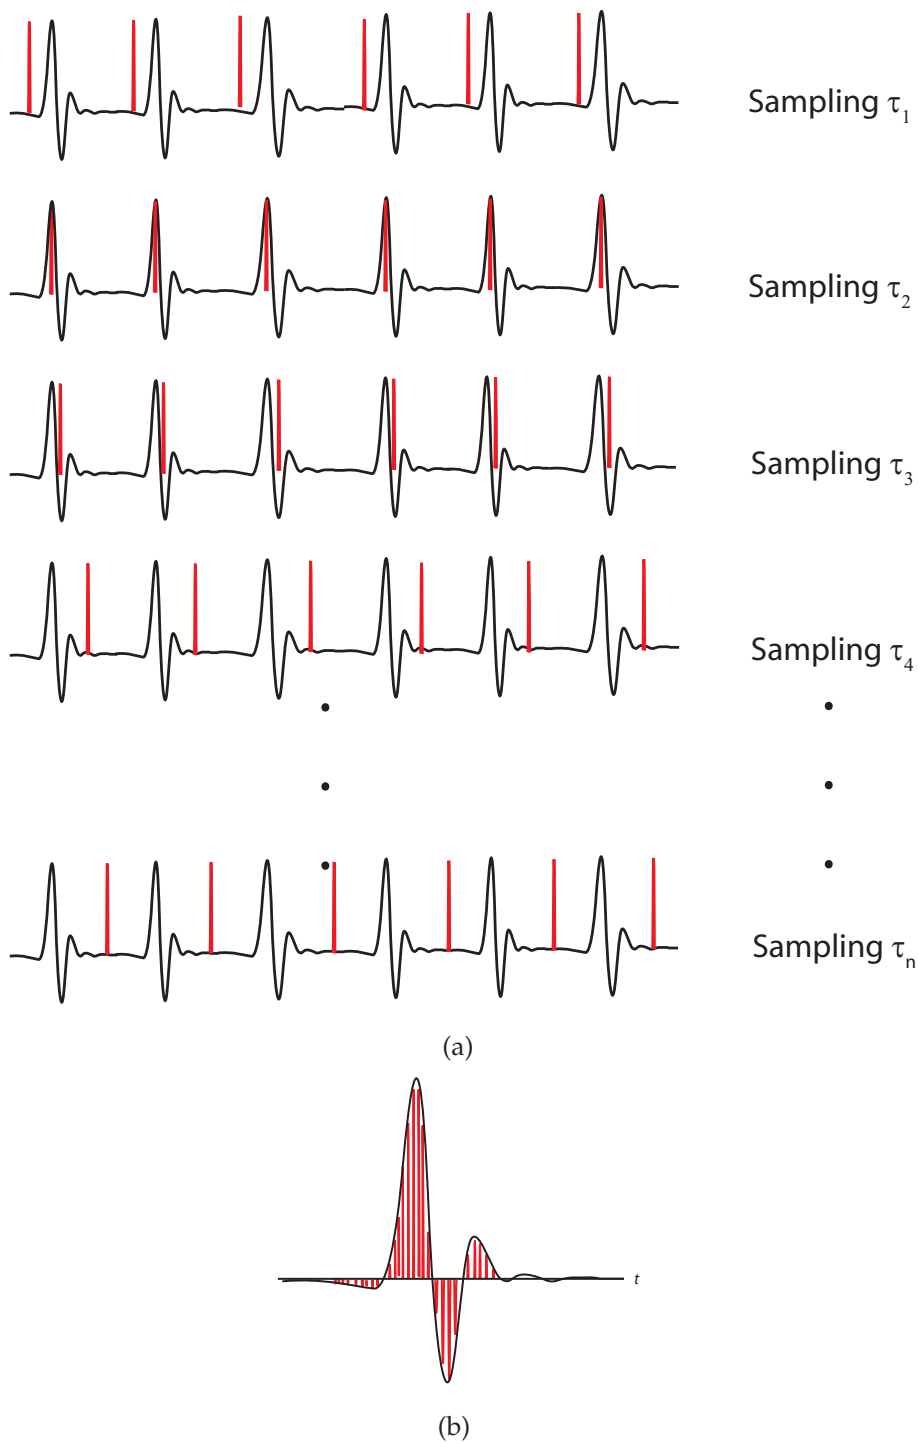 Sampling τ₁
Sampling τ₂
Sampling τ₃
Sampling τ₄
Sampling τₙ
(a)
t
(b)